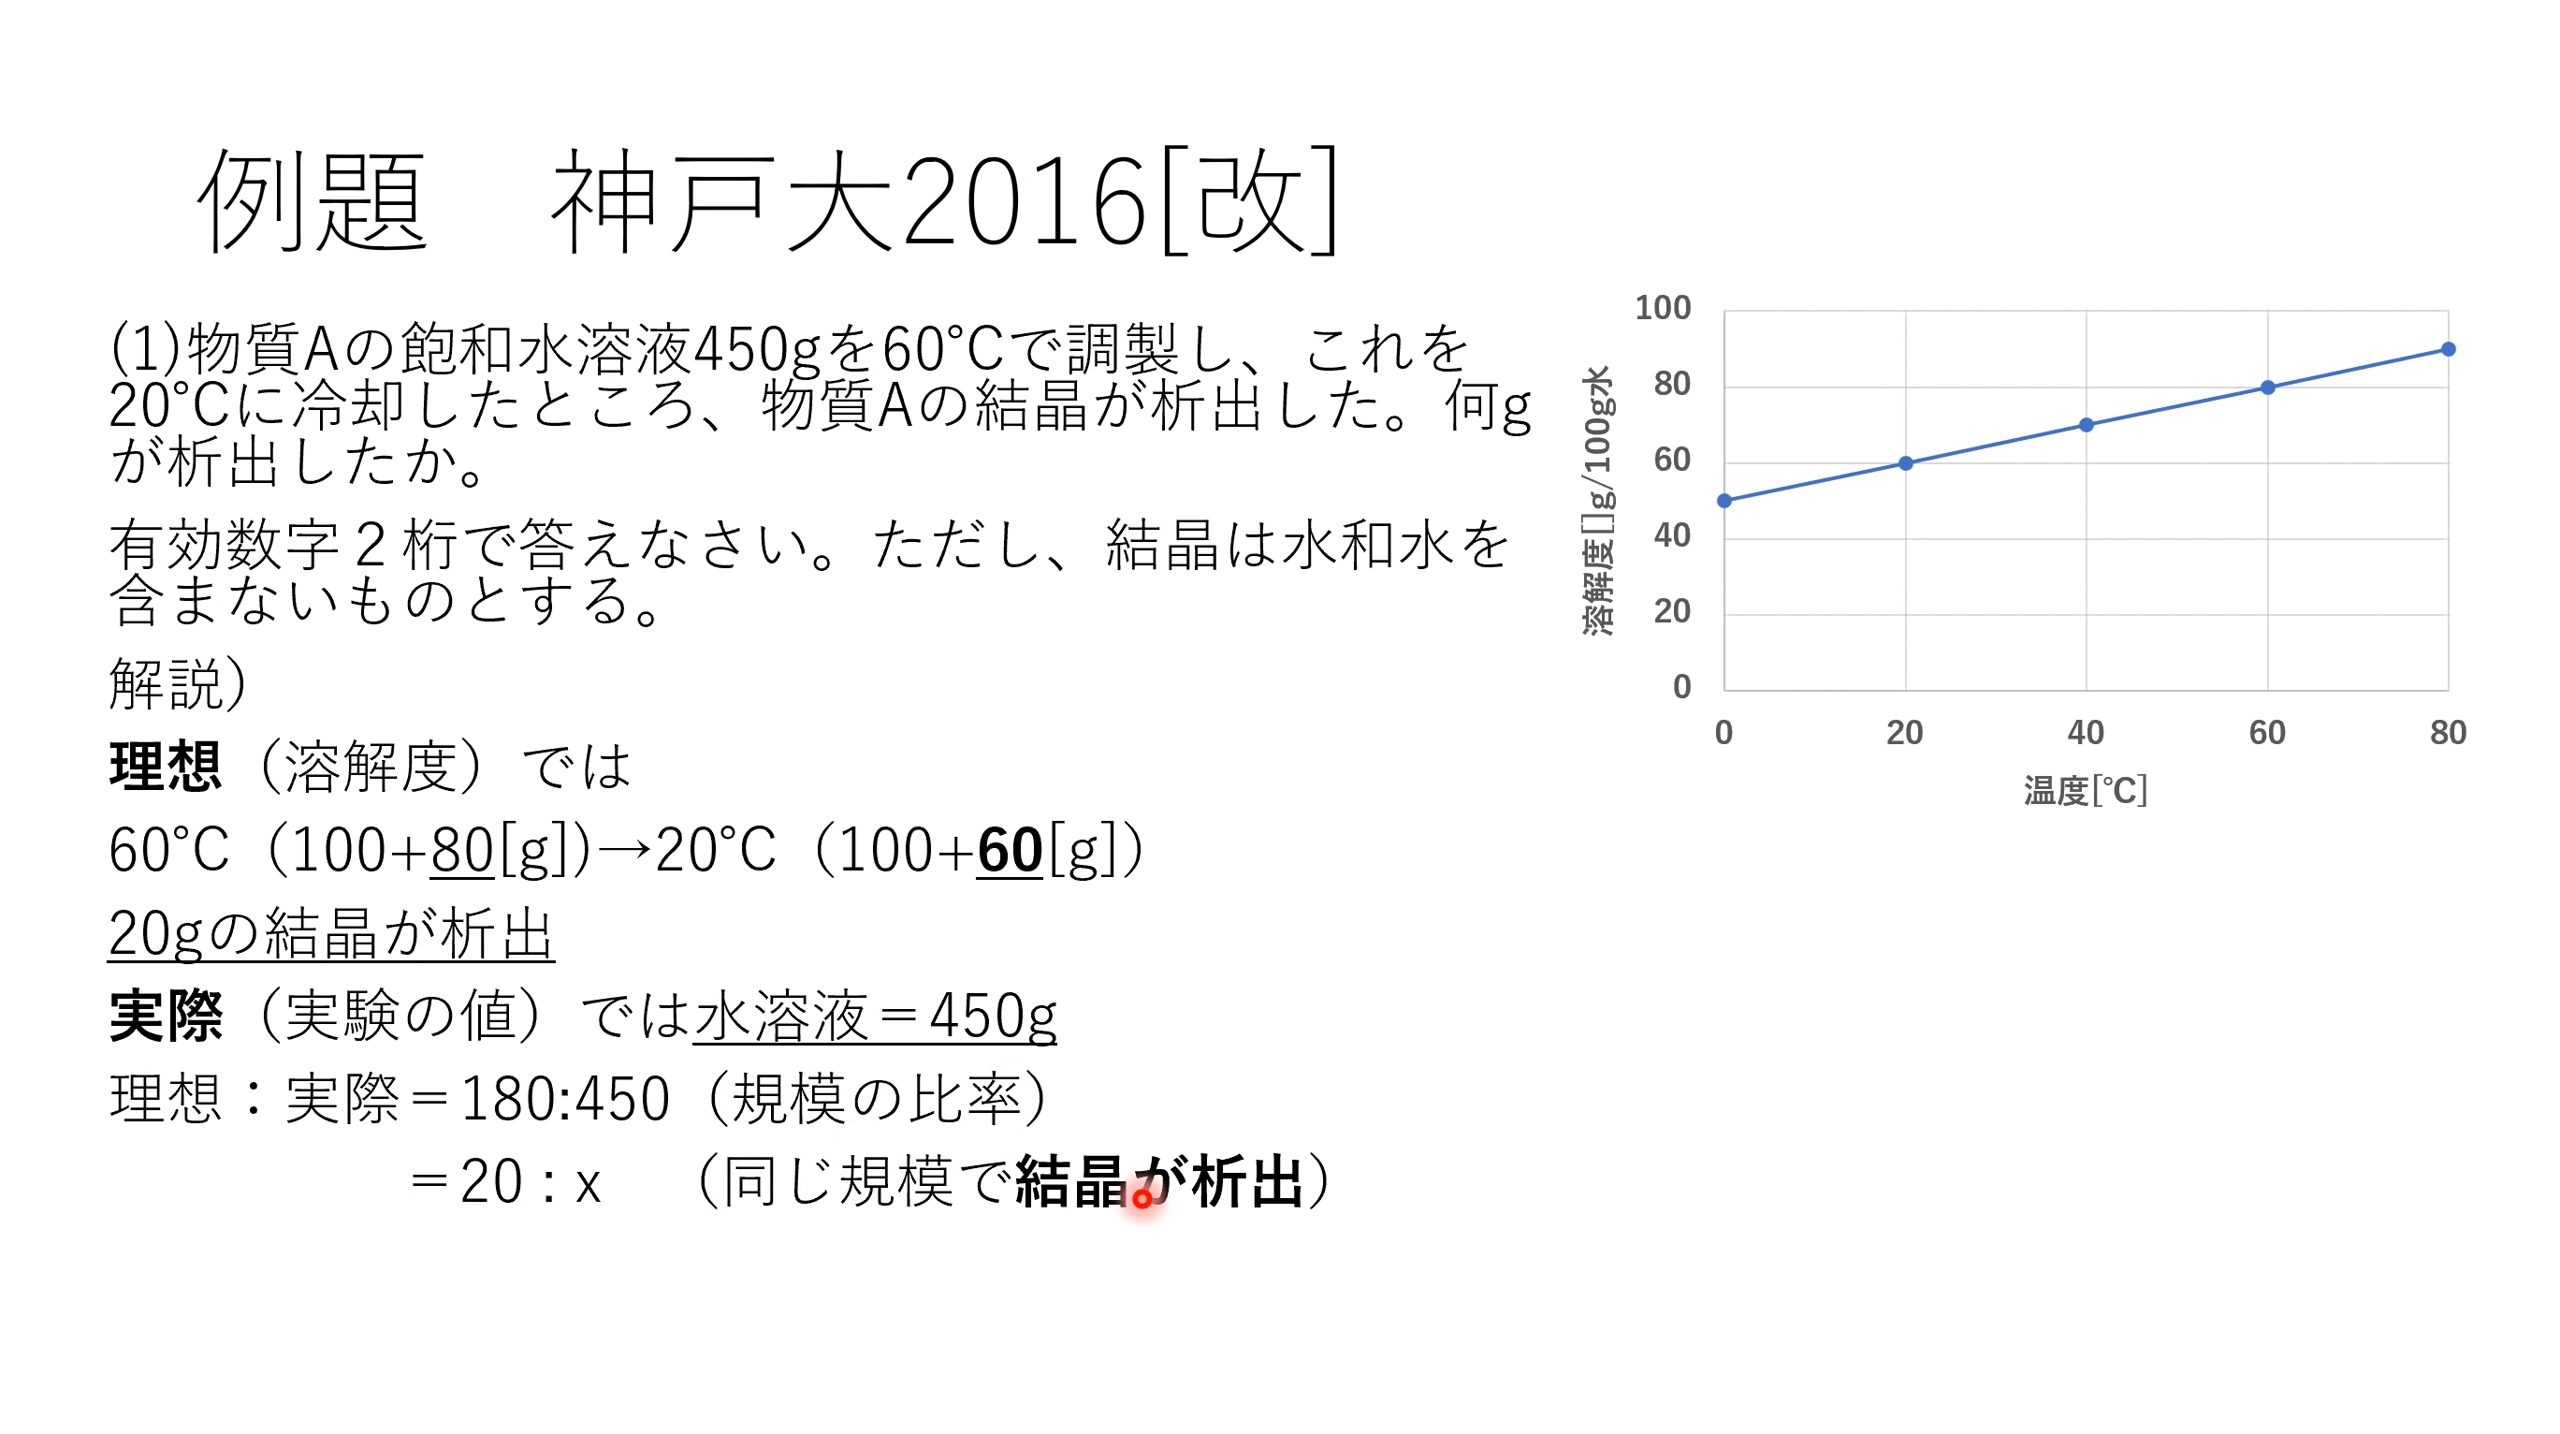 例題　神戸大2016[改]
(1)物質Aの飽和水溶液450gを60℃で調製し、これを
20℃に冷却したところ、物質Aの結晶が析出した。何g
が析出したか。
有効数字２桁で答えなさい。ただし、結晶は水和水を
含まないものとする。
解説）
理想（溶解度）では
60℃（100+80[g])→20℃（100+60[g]）
20gの結晶が析出
実際（実験の値）では水溶液＝450g
理想：実際＝180:450（規模の比率）
＝20：x　（同じ規模で結晶が析出）
溶解度[]g/100g水
100
80
60
40
20
0
0 20 40 60 80
温度[℃]